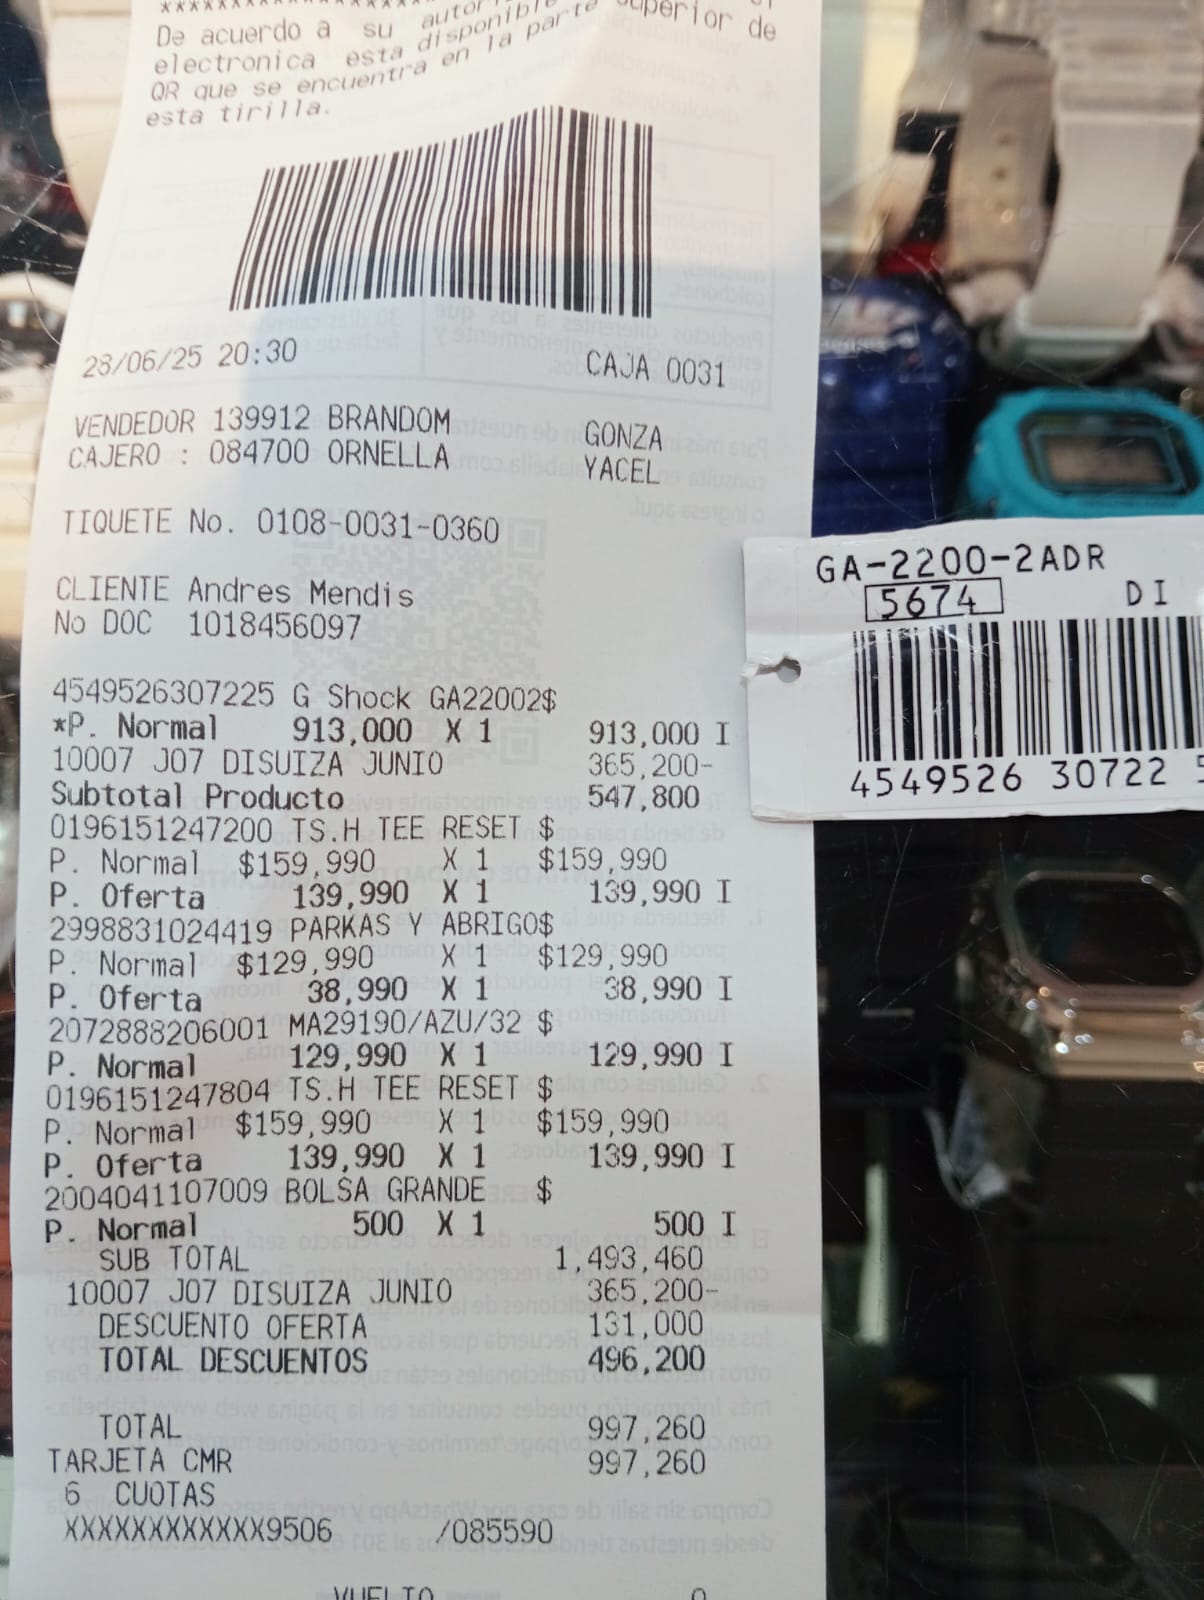 De acuerdo a su
electronica esta disponible superior de
QR que se encuentra en la parte
esta tirilla.
28/06/25 20:30 CAJA 0031
VENDEDOR 139912 BRANDOM GONZA
CAJERO : 084700 ORNELLA YACEL
TIQUETE No. 0108-0031-0360
CLIENTE Andres Mendis
No DOC 1018456097
4549526307225 G Shock GA22002$
*P. Normal 913,000 X 1 913,000 I
10007 J07 DISUIZA JUNIO 365,200-
Subtotal Producto 547,800
0196151247200 TS.H TEE RESET $
P. Normal $159,990 X 1 $159,990
P. Oferta 139,990 X 1 139,990 I
2998831024419 PARKAS Y ABRIGO$
P. Normal $129,990 X 1 $129,990
P. Oferta 38,990 X 1 38,990 I
2072888206001 MA29190/AZU/32 $
P. Normal 129,990 X 1 129,990 I
0196151247804 TS.H TEE RESET $
P. Normal $159,990 X 1 $159,990
P. Oferta 139,990 X 1 139,990 I
2004041107009 BOLSA GRANDE $
P. Normal 500 X 1 500 I
SUB TOTAL 1,493,460
10007 J07 DISUIZA JUNIO 365,200-
DESCUENTO OFERTA 131,000
TOTAL DESCUENTOS 496,200
TOTAL 997,260
TARJETA CMR 997,260
6 CUOTAS
XXXXXXXXXXXX9506 /085590
VUELTO 0
GA-2200-2ADR
5674 DI
4549526 30722